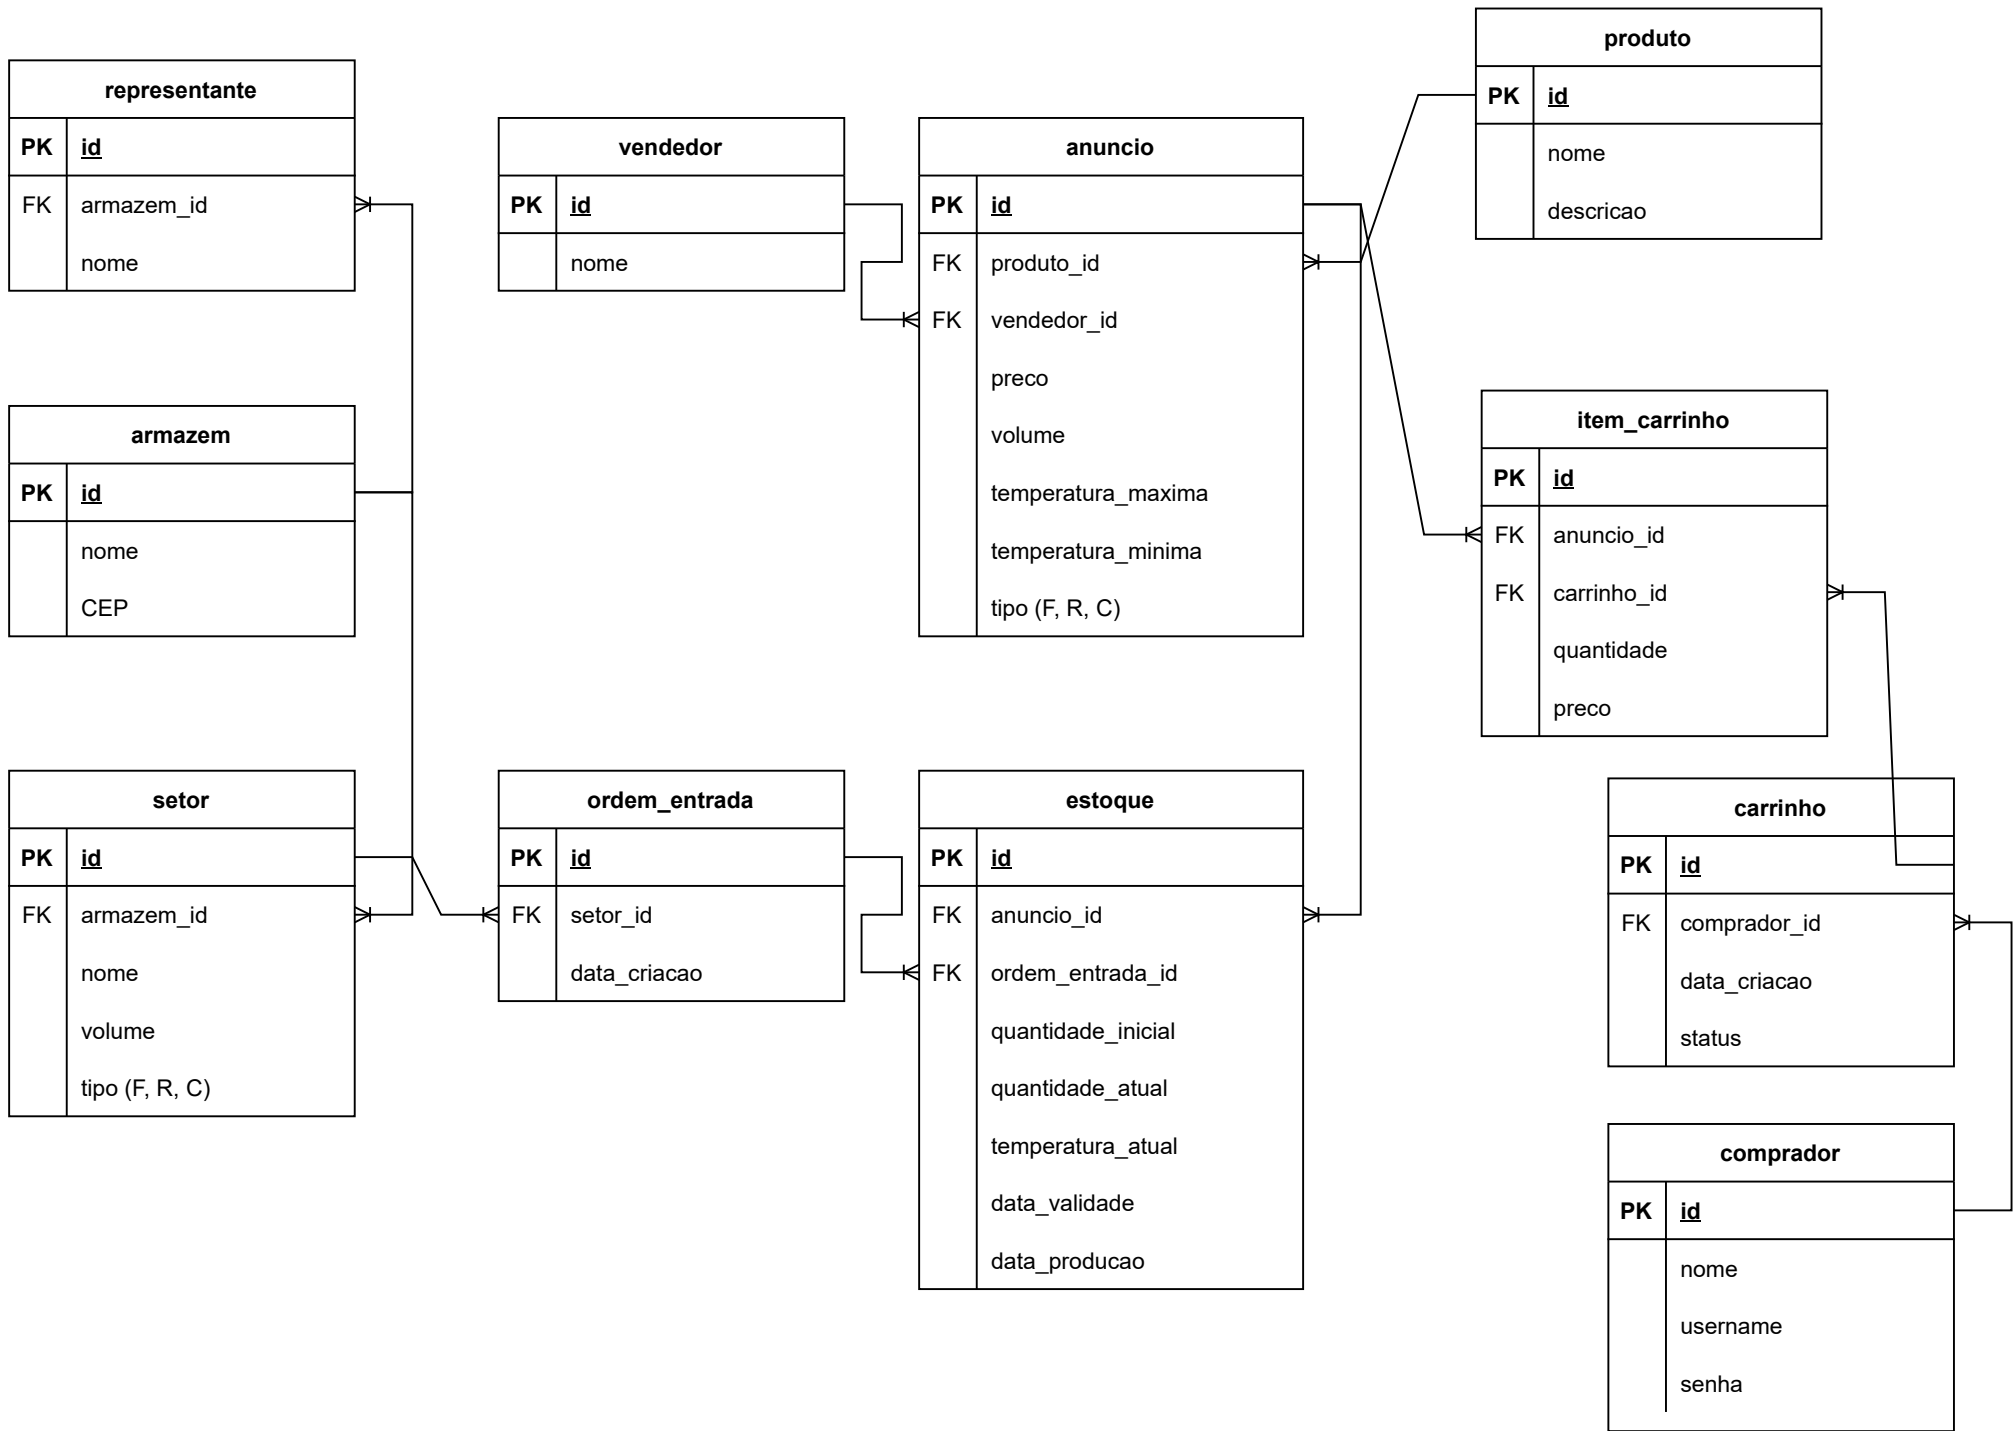 representante
PK id
FK armazem_id
nome
armazem
PK id
nome
CEP
setor
PK id
FK armazem_id
nome
volume
tipo (F, R, C)
vendedor
PK id
nome
ordem_entrada
PK id
FK setor_id
data_criacao
anuncio
PK id
FK produto_id
FK vendedor_id
preco
volume
temperatura_maxima
temperatura_minima
tipo (F, R, C)
estoque
PK id
FK anuncio_id
FK ordem_entrada_id
quantidade_inicial
quantidade_atual
temperatura_atual
data_validade
data_producao
produto
PK id
nome
descricao
item_carrinho
PK id
FK anuncio_id
FK carrinho_id
quantidade
preco
carrinho
PK id
FK comprador_id
data_criacao
status
comprador
PK id
nome
username
senha